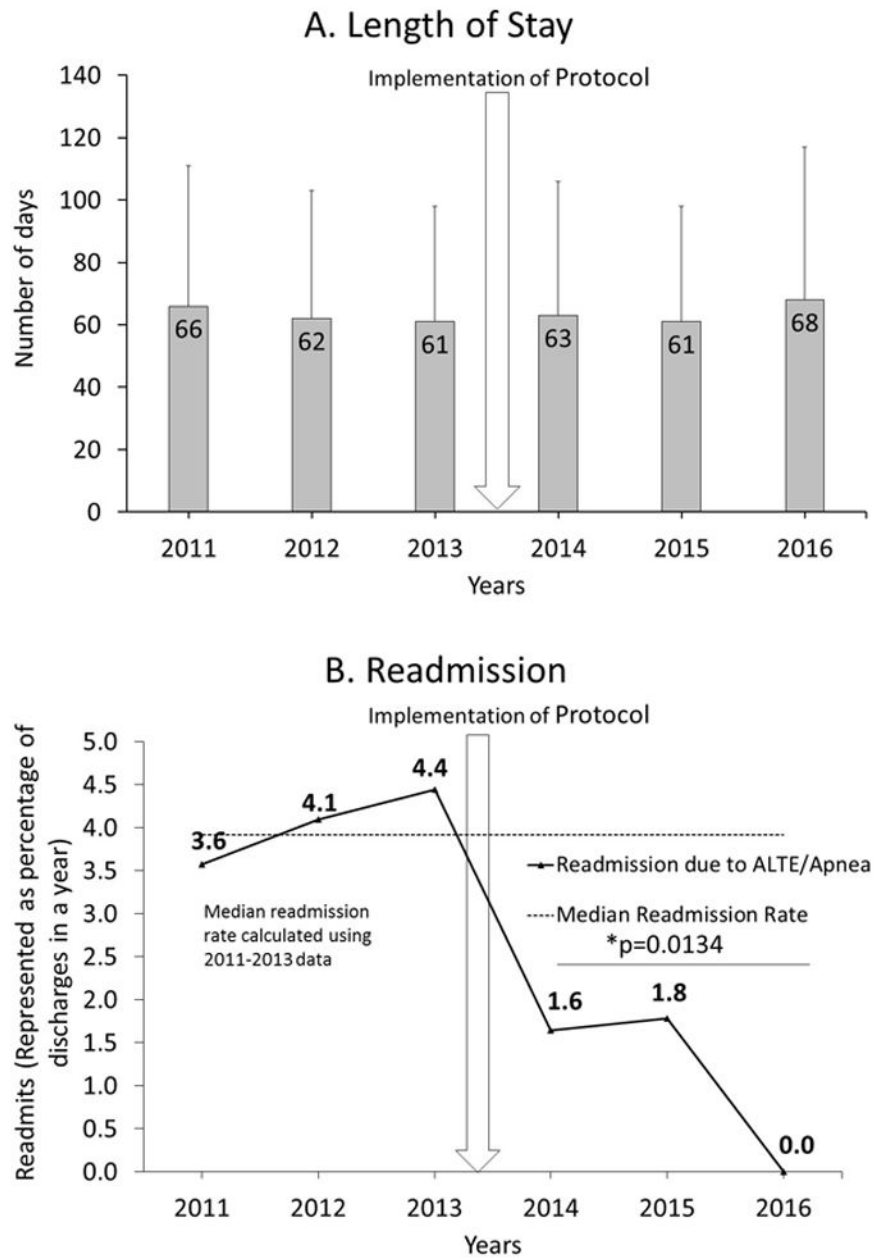 A. Length of Stay
Implementation of Protocol
Number of days
140
120
100
80
60
40
20
0
66
62
61
63
61
68
2011
2012
2013
2014
2015
2016
Years
B. Readmission
Implementation of Protocol
Readmits (Represented as percentage of
discharges in a year)
5.0
4.5
4.0
3.5
3.0
2.5
2.0
1.5
1.0
0.5
0.0
3.6
4.1
4.4
1.6
1.8
0.0
Readmission due to ALTE/Apnea
Median Readmission Rate
*p=0.0134
Median readmission
rate calculated using
2011-2013 data
2011
2012
2013
2014
2015
2016
Years